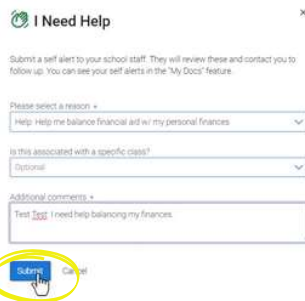 I Need Help
Submit a self alert to your school staff. They will review these and contact you to
follow up. You can see your self alerts in the "My Docs" feature.
Please select a reason *
Help: Help me balance financial aid w/ my personal finances
Is this associated with a specific class?
Optional
Additional comments *
Test Test. I need help balancing my finances.
Submit Cancel